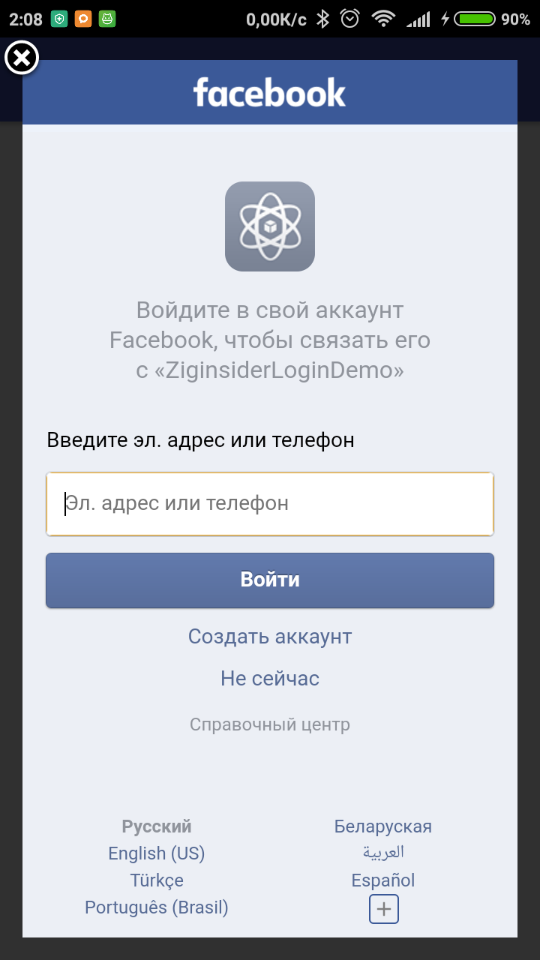 2:08 0,00К/с 90%
facebook
Войдите в свой аккаунт
Facebook, чтобы связать его
с «ZiginsiderLoginDemo»
Введите эл. адрес или телефон
Эл. адрес или телефон
Войти
Создать аккаунт
Не сейчас
Справочный центр
Русский Беларуская
English (US) العربية
Türkçe Español
Português (Brasil) +